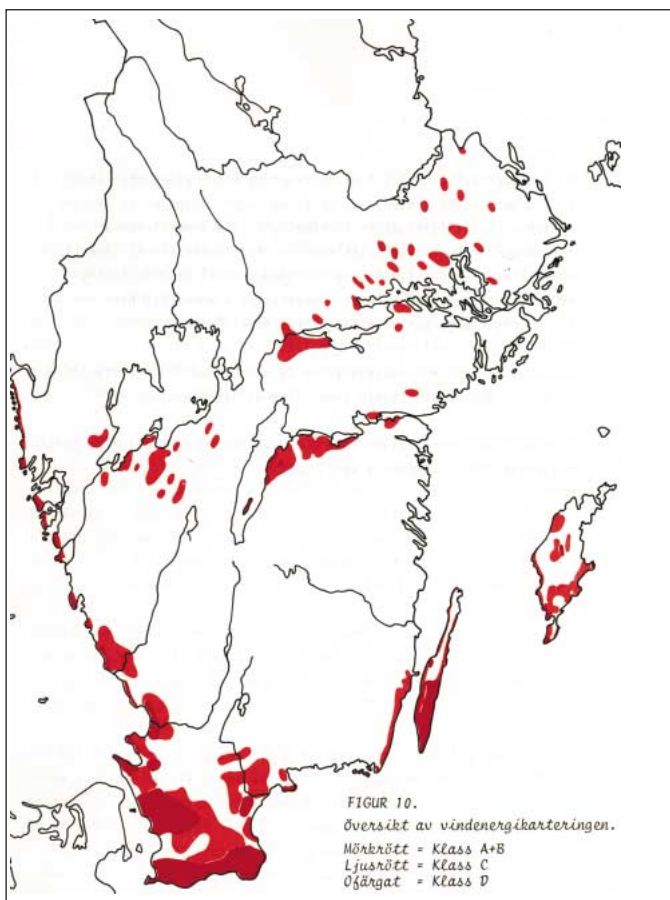 FIGUR 10.
Översikt av vindenergikarteringen.
Mörkrött = Klass A+B
Ljusrött = Klass C
Ofärgat = Klass D